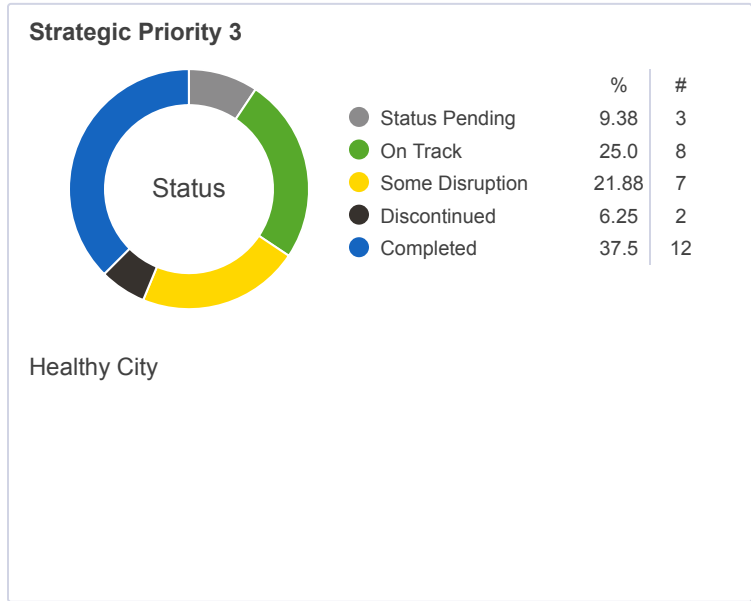 Strategic Priority 3
Status
% #
Status Pending 9.38 3
On Track 25.0 8
Some Disruption 21.88 7
Discontinued 6.25 2
Completed 37.5 12
Healthy City